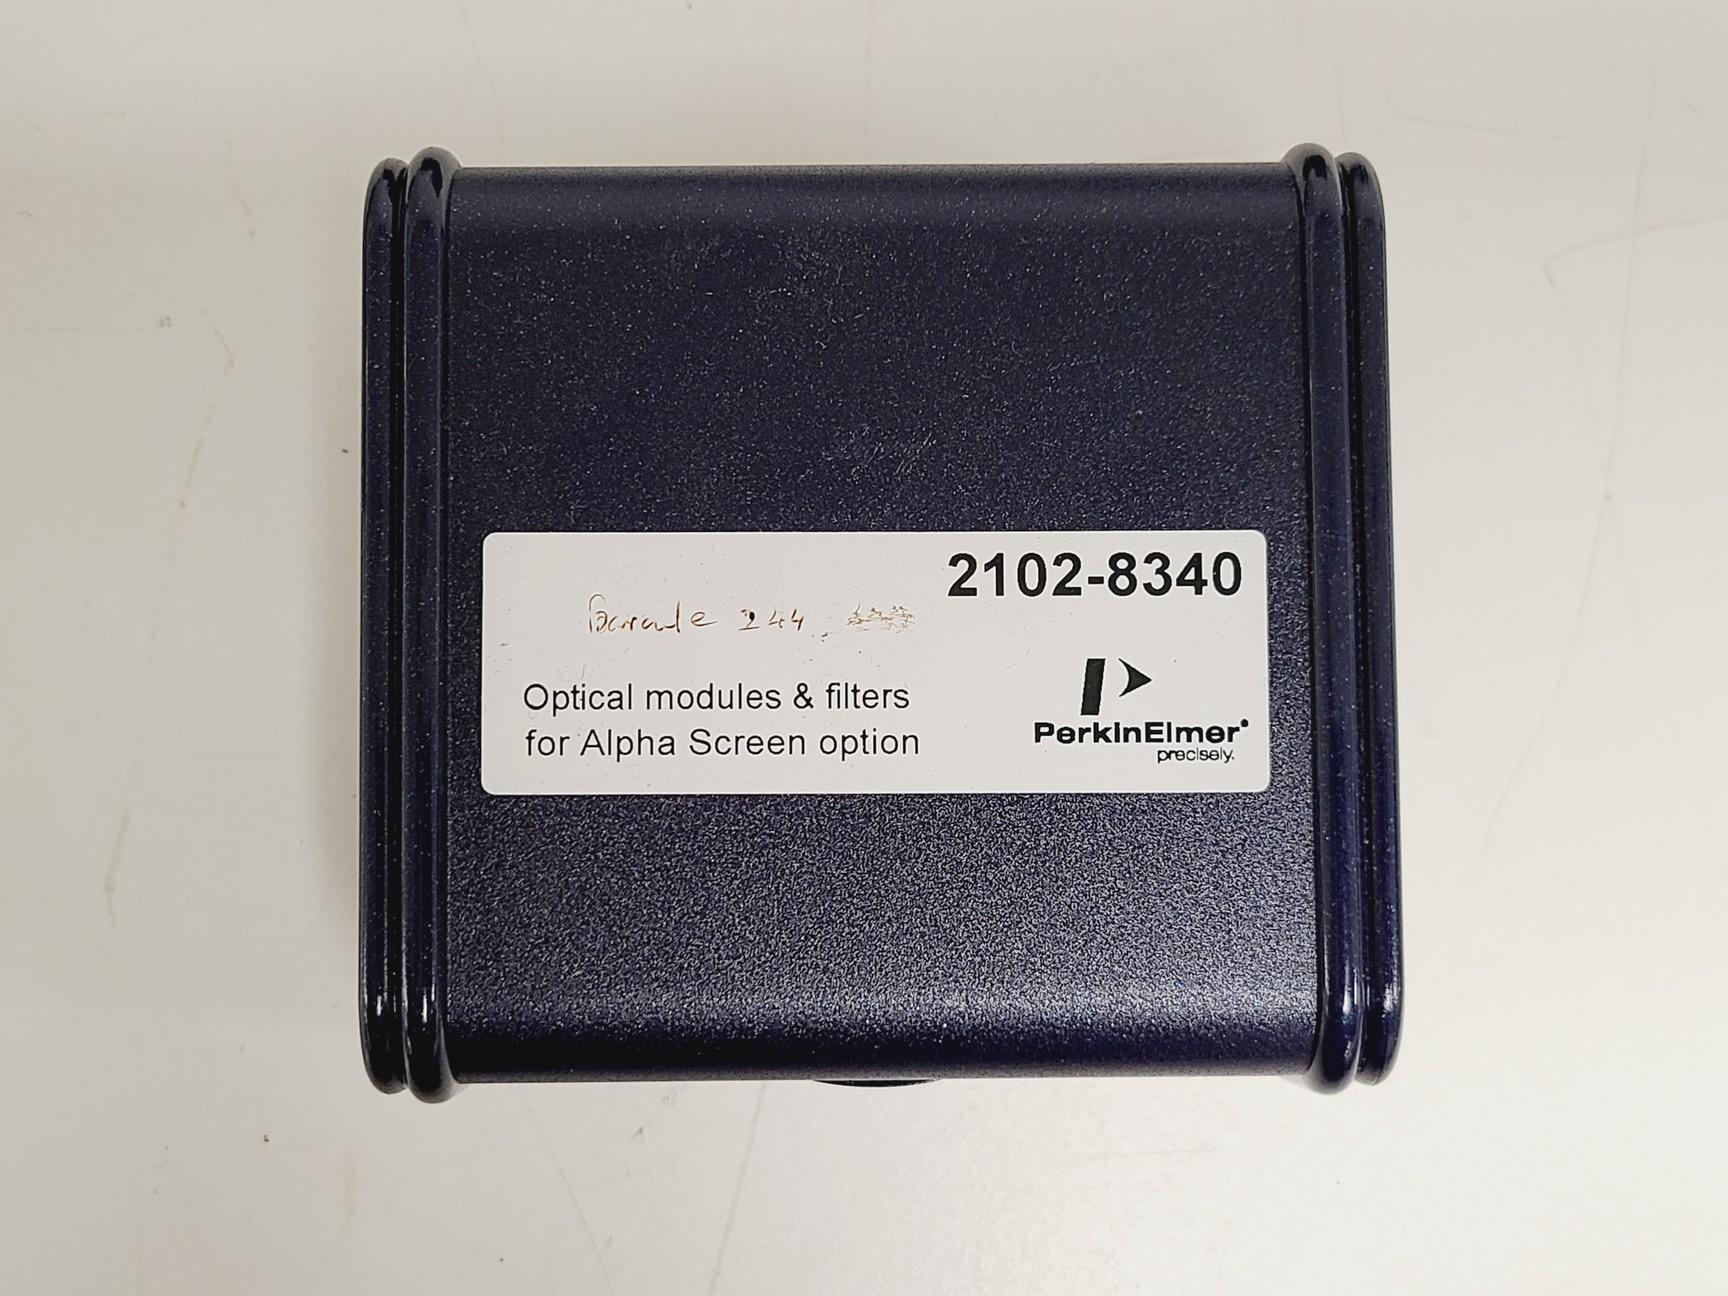 2102-8340
Barcode 244
Optical modules & filters
for Alpha Screen option
PerkinElmer
precisely.